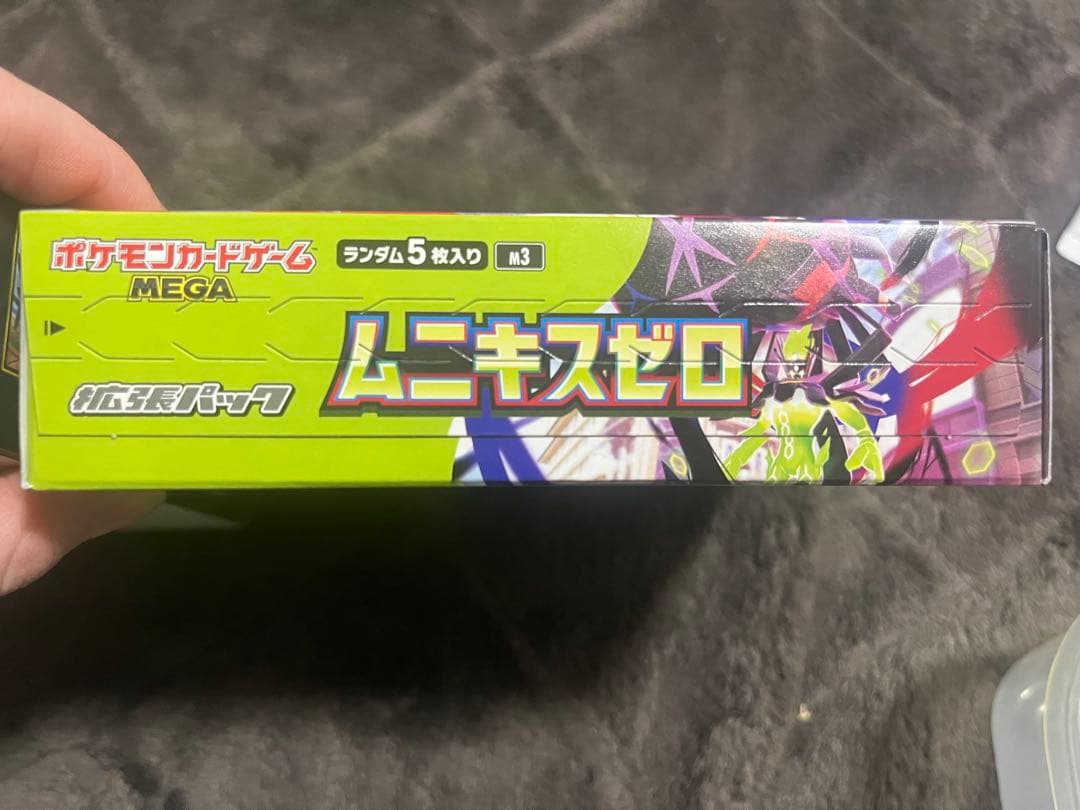 ポケモンカードゲーム
MEGA
ランダム5枚入り M3
ムニキスゼロ
拡張パック